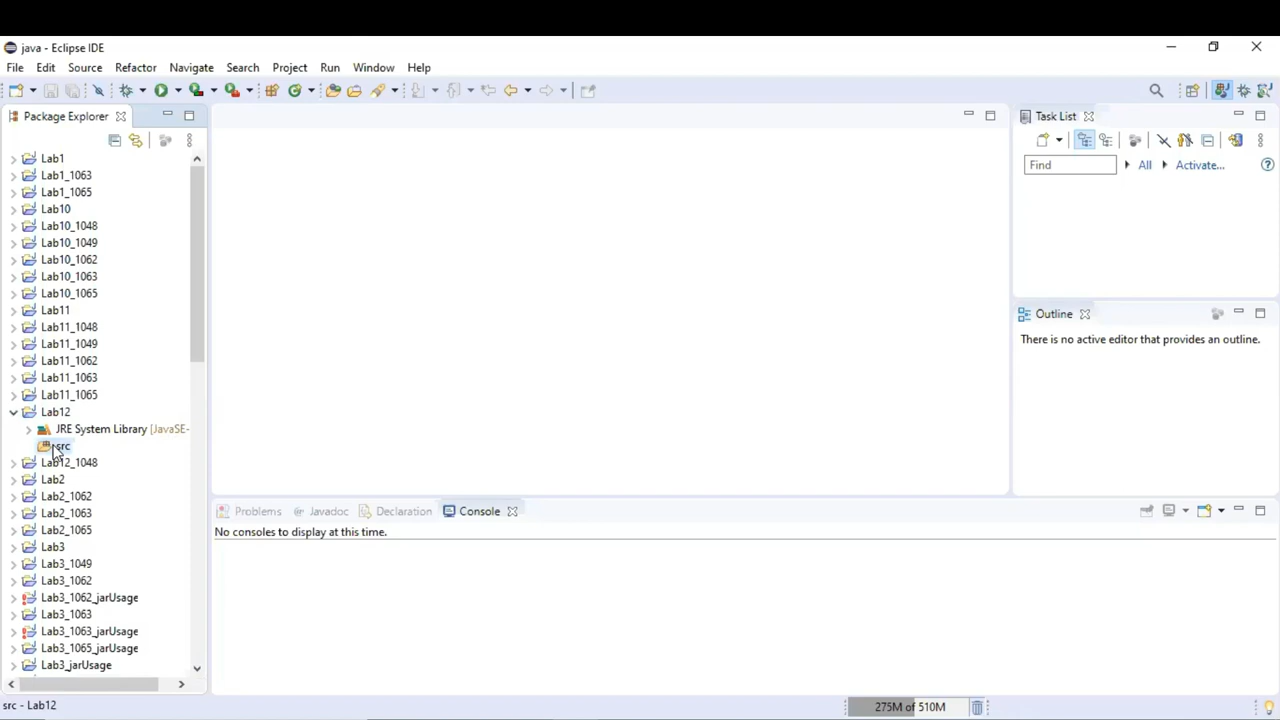 java - Eclipse IDE
File Edit Source Refactor Navigate Search Project Run Window Help
Package Explorer
Lab1
Lab1_1063
Lab1_1065
Lab10
Lab10_1048
Lab10_1049
Lab10_1062
Lab10_1063
Lab10_1065
Lab11
Lab11_1048
Lab11_1049
Lab11_1062
Lab11_1063
Lab11_1065
Lab12
JRE System Library [JavaSE-
src
Lab12_1048
Lab2
Lab2_1062
Lab2_1063
Lab2_1065
Lab3
Lab3_1049
Lab3_1062
Lab3_1062_jarUsage
Lab3_1063
Lab3_1063_jarUsage
Lab3_1065_jarUsage
Lab3_jarUsage
Task List
Find All Activate...
Outline
There is no active editor that provides an outline.
Problems Javadoc Declaration Console
No consoles to display at this time.
src - Lab12
275M of 510M